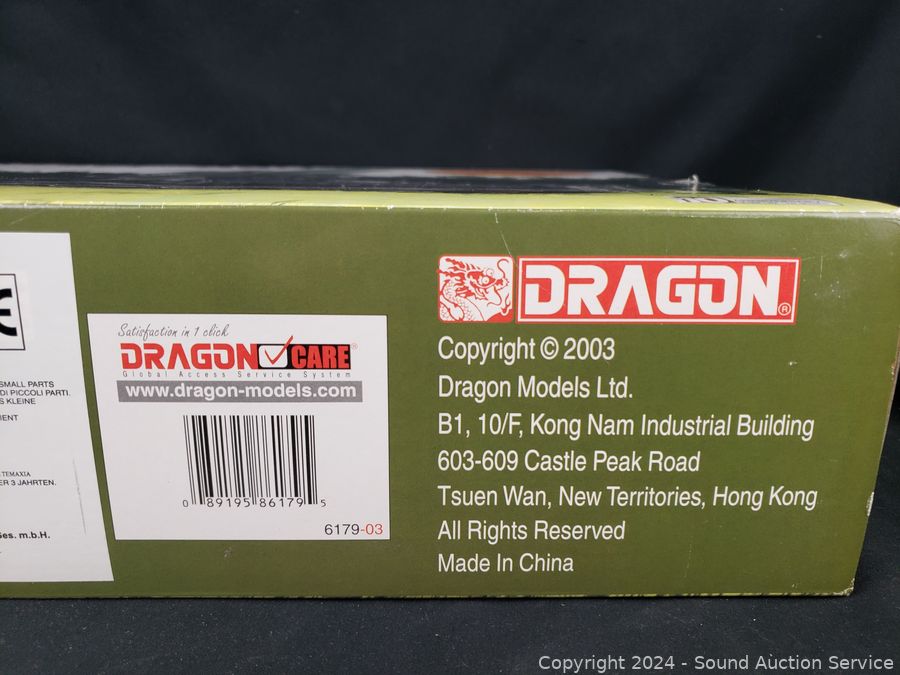 SMALL PARTS
DI PICCOLI PARTI.
KLEINE
TEMAXIA
3 JAHRTEN.
Ges. m.b.H.
Satisfaction in 1 click
DRAGON CARE®
Global Access Service System
www.dragon-models.com
0 89195 86179 5
6179-03
DRAGON®
Copyright © 2003
Dragon Models Ltd.
B1, 10/F, Kong Nam Industrial Building
603-609 Castle Peak Road
Tsuen Wan, New Territories, Hong Kong
All Rights Reserved
Made In China
Copyright 2024 - Sound Auction Service